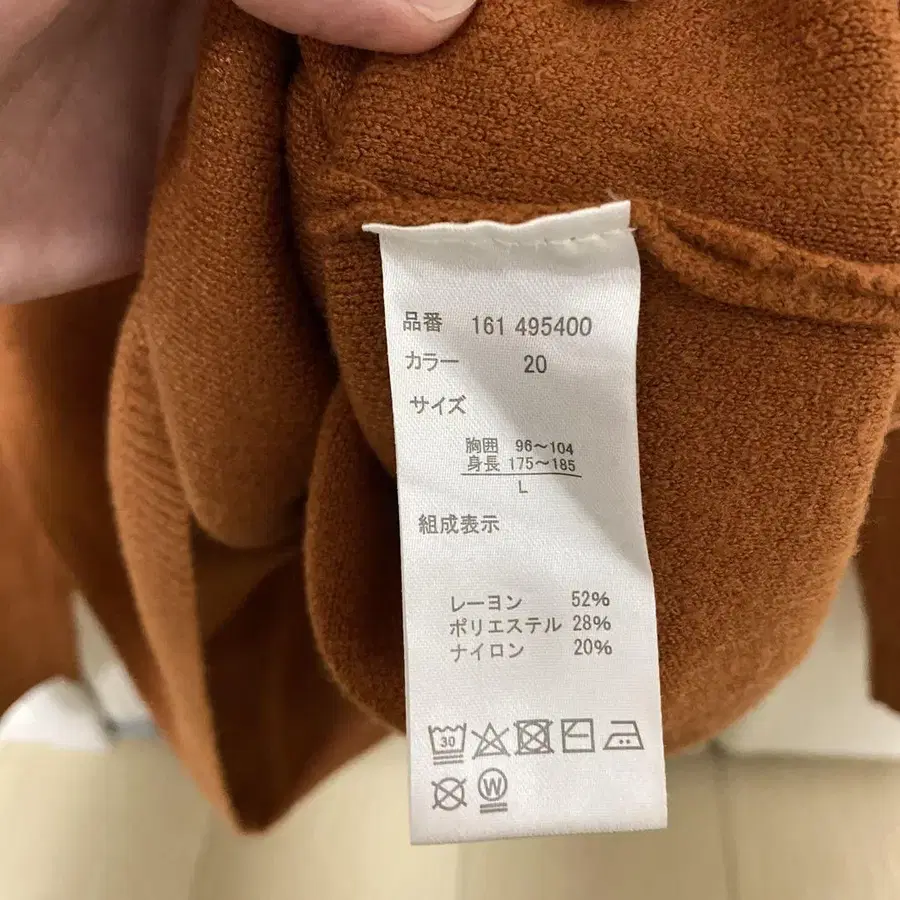 品番 161 495400
カラー 20
サイズ
胸囲 96～104
身長 175～185
L
組成表示
レーヨン 52%
ポリエステル 28%
ナイロン 20%
30
W